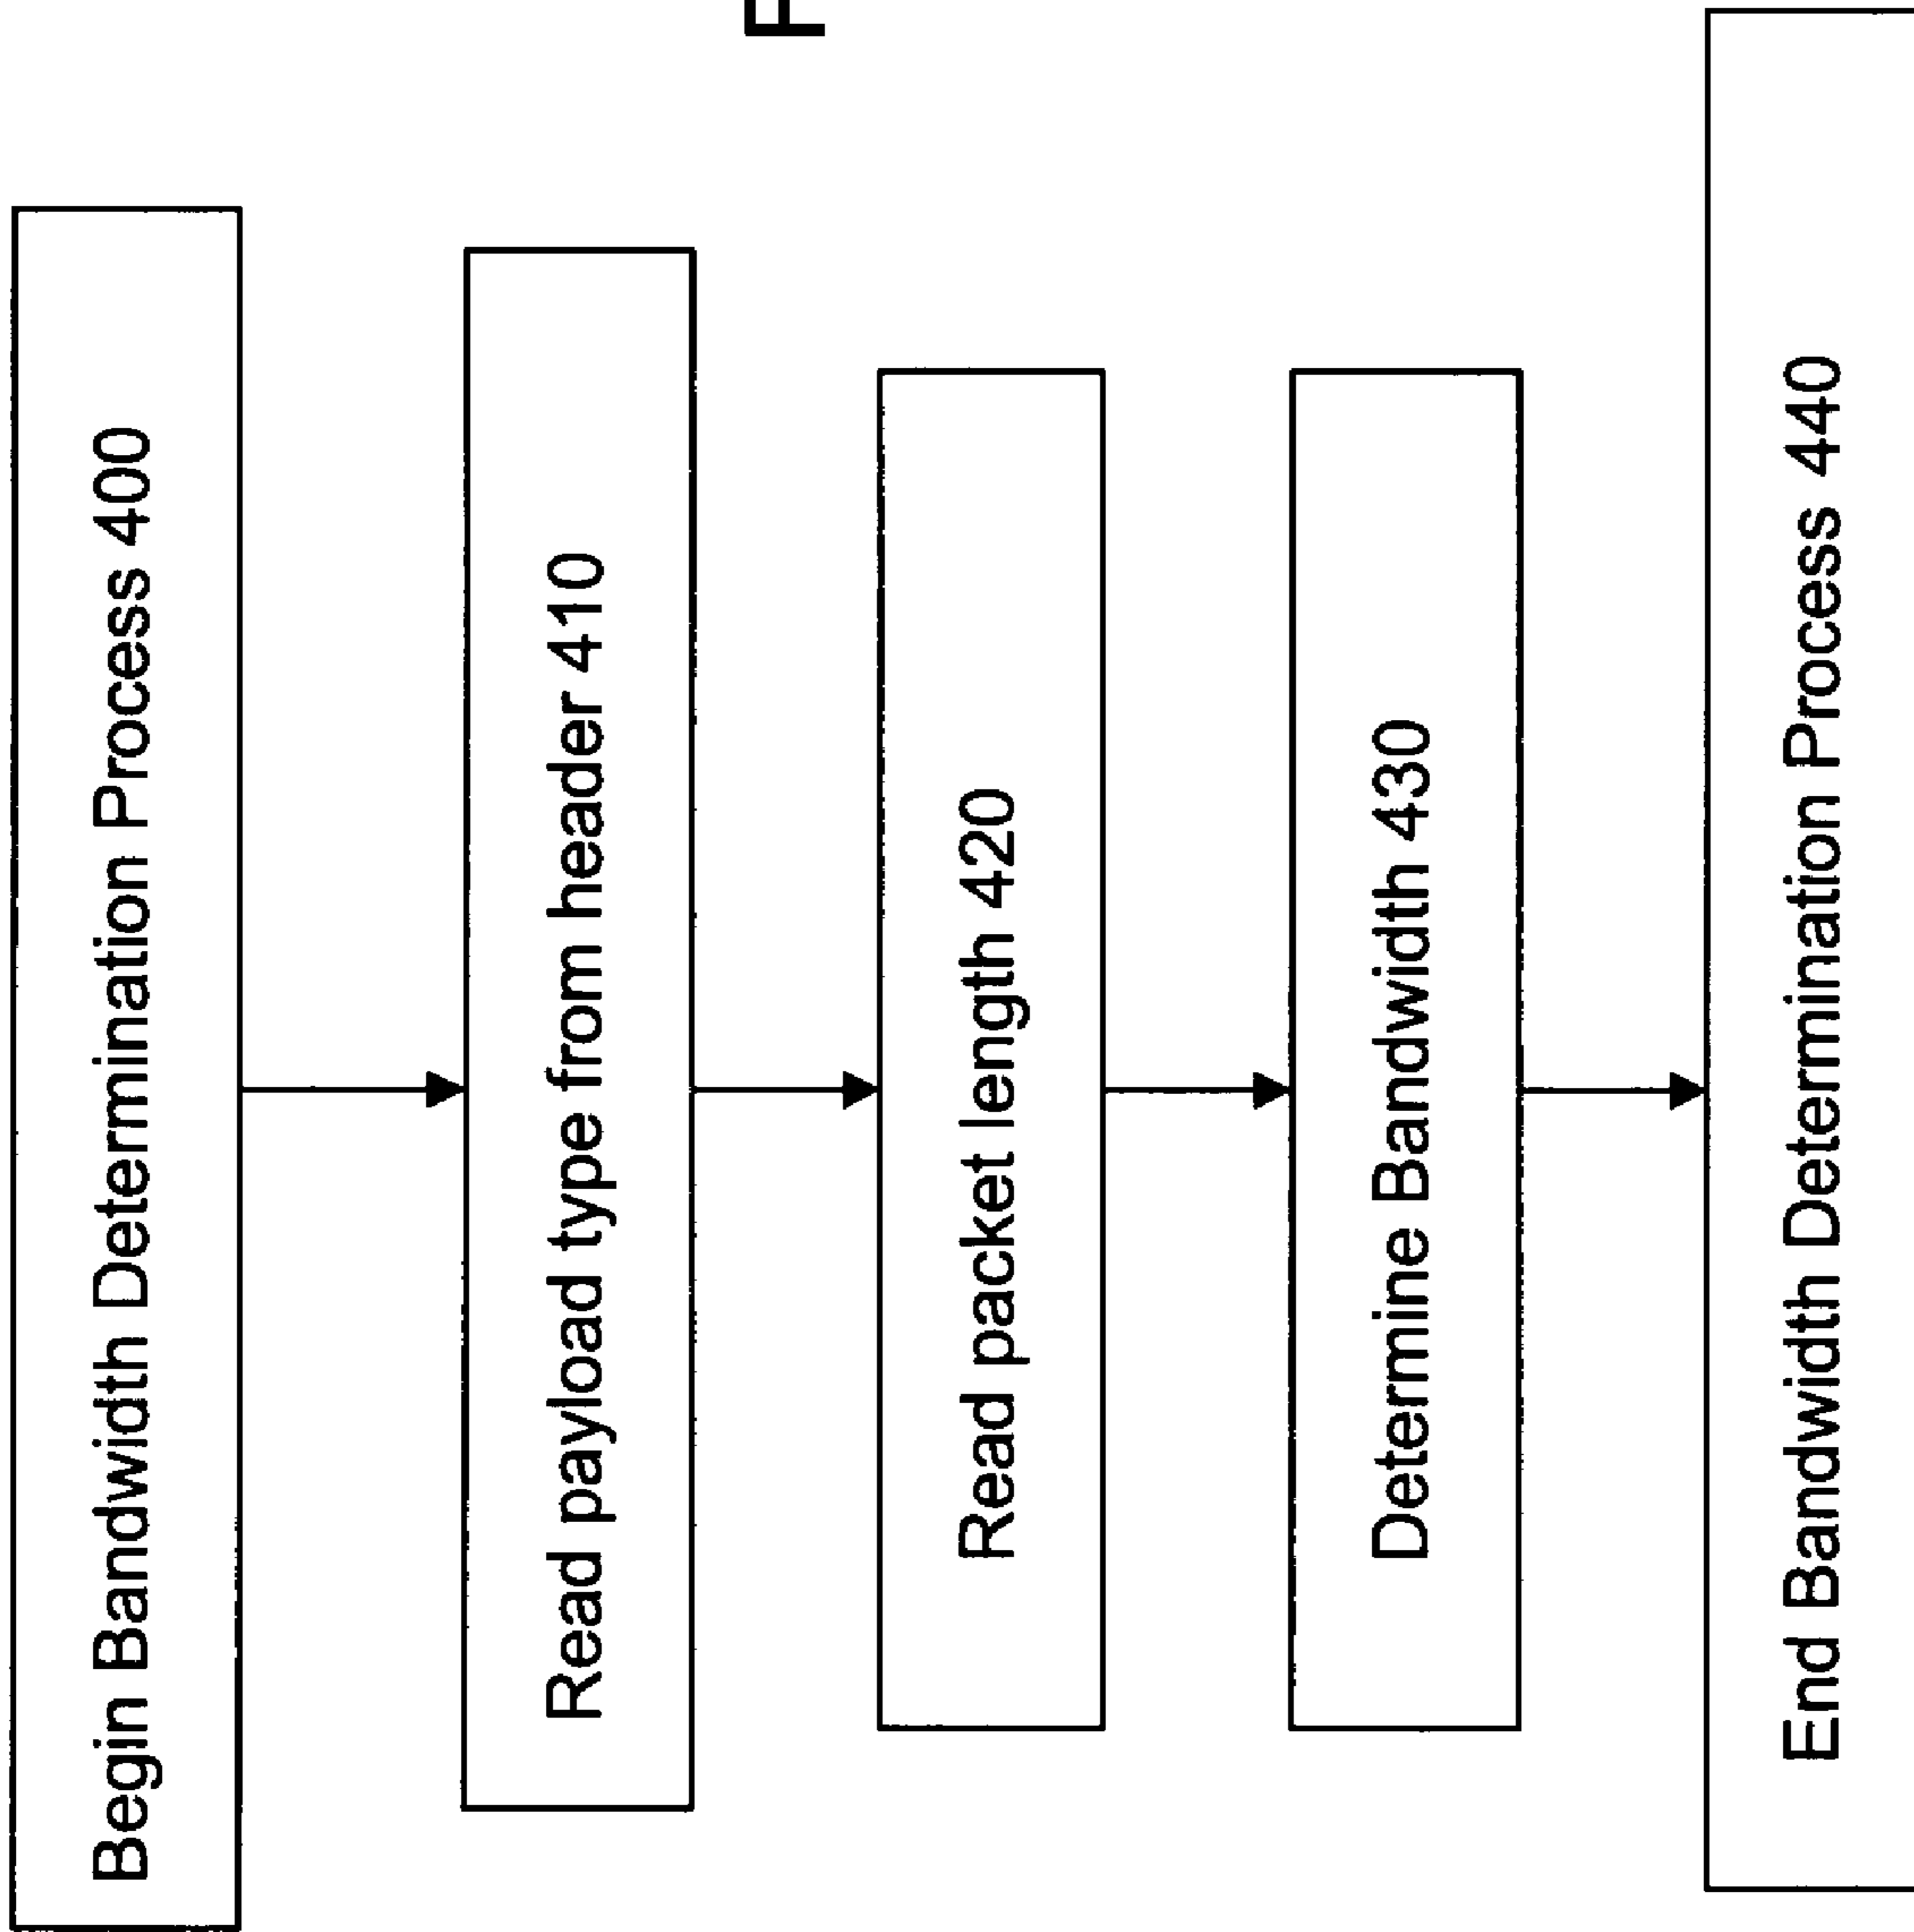 Begin Bandwidth Determination Process 400
Read payload type from header 410
Read packet length 420
Determine Bandwidth 430
End Bandwidth Determination Process 440